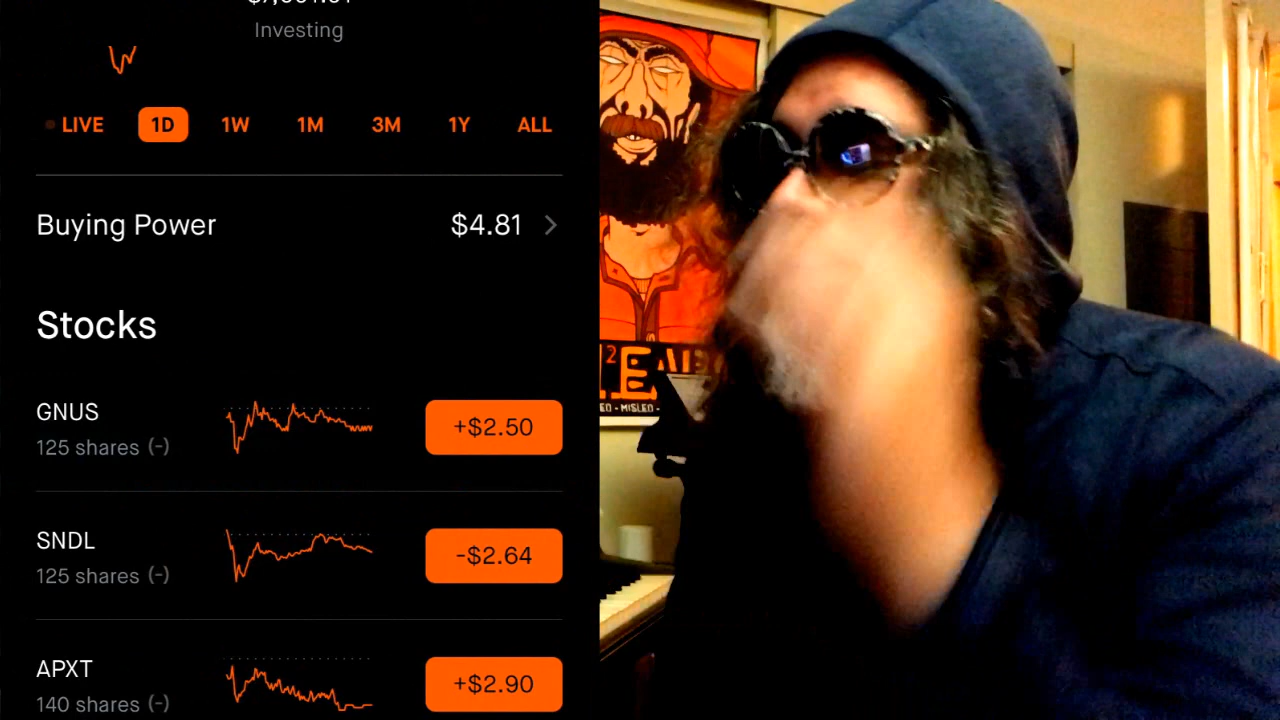 Investing
LIVE 1D 1W 1M 3M 1Y ALL
Buying Power $4.81 >
Stocks
GNUS
125 shares (-)
+$2.50
SNDL
125 shares (-)
-$2.64
APXT
140 shares (-)
+$2.90
MISLED -